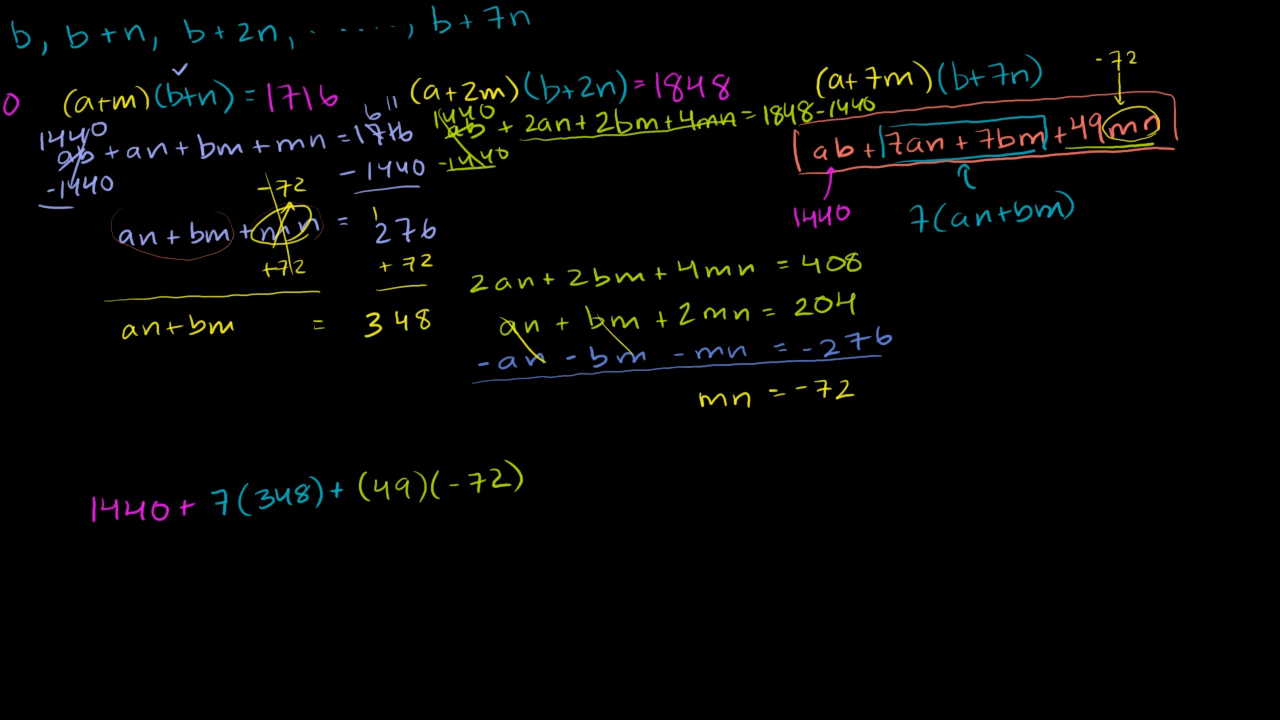 b, b+n, b+2n, ......, b+7n
0 (a+m)(b+n)=1716 (a+2m)(b+2n)=1848 (a+7m)(b+7n) -72
1440 6 11 1440
ab+an+bm+mn=1716 ab+2an+2bm+4mn=1848-1440 ab+7an+7bm+49mn
-1440 -1440 -1440
-72 1440 7(an+bm)
an+bm+mn = 276 1
+72 +72 2an+2bm+4mn=408
an+bm = 348 an+bm+2mn=204
-an-bm-mn=-276
mn=-72
1440+7(348)+(49)(-72)